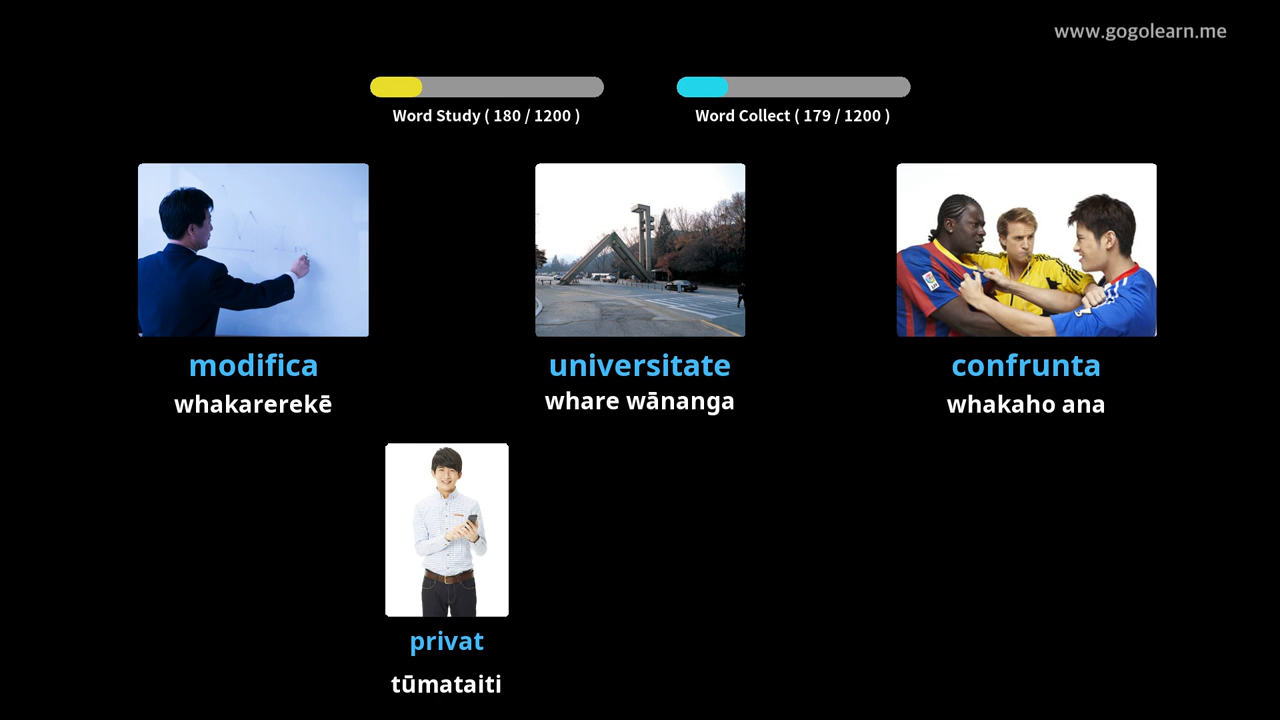 www.gogolearn.me
Word Study ( 180 / 1200 )
Word Collect ( 179 / 1200 )
modifica
universitate
confrunta
whakarerekē
whare wānanga
whakaho ana
privat
tūmataiti